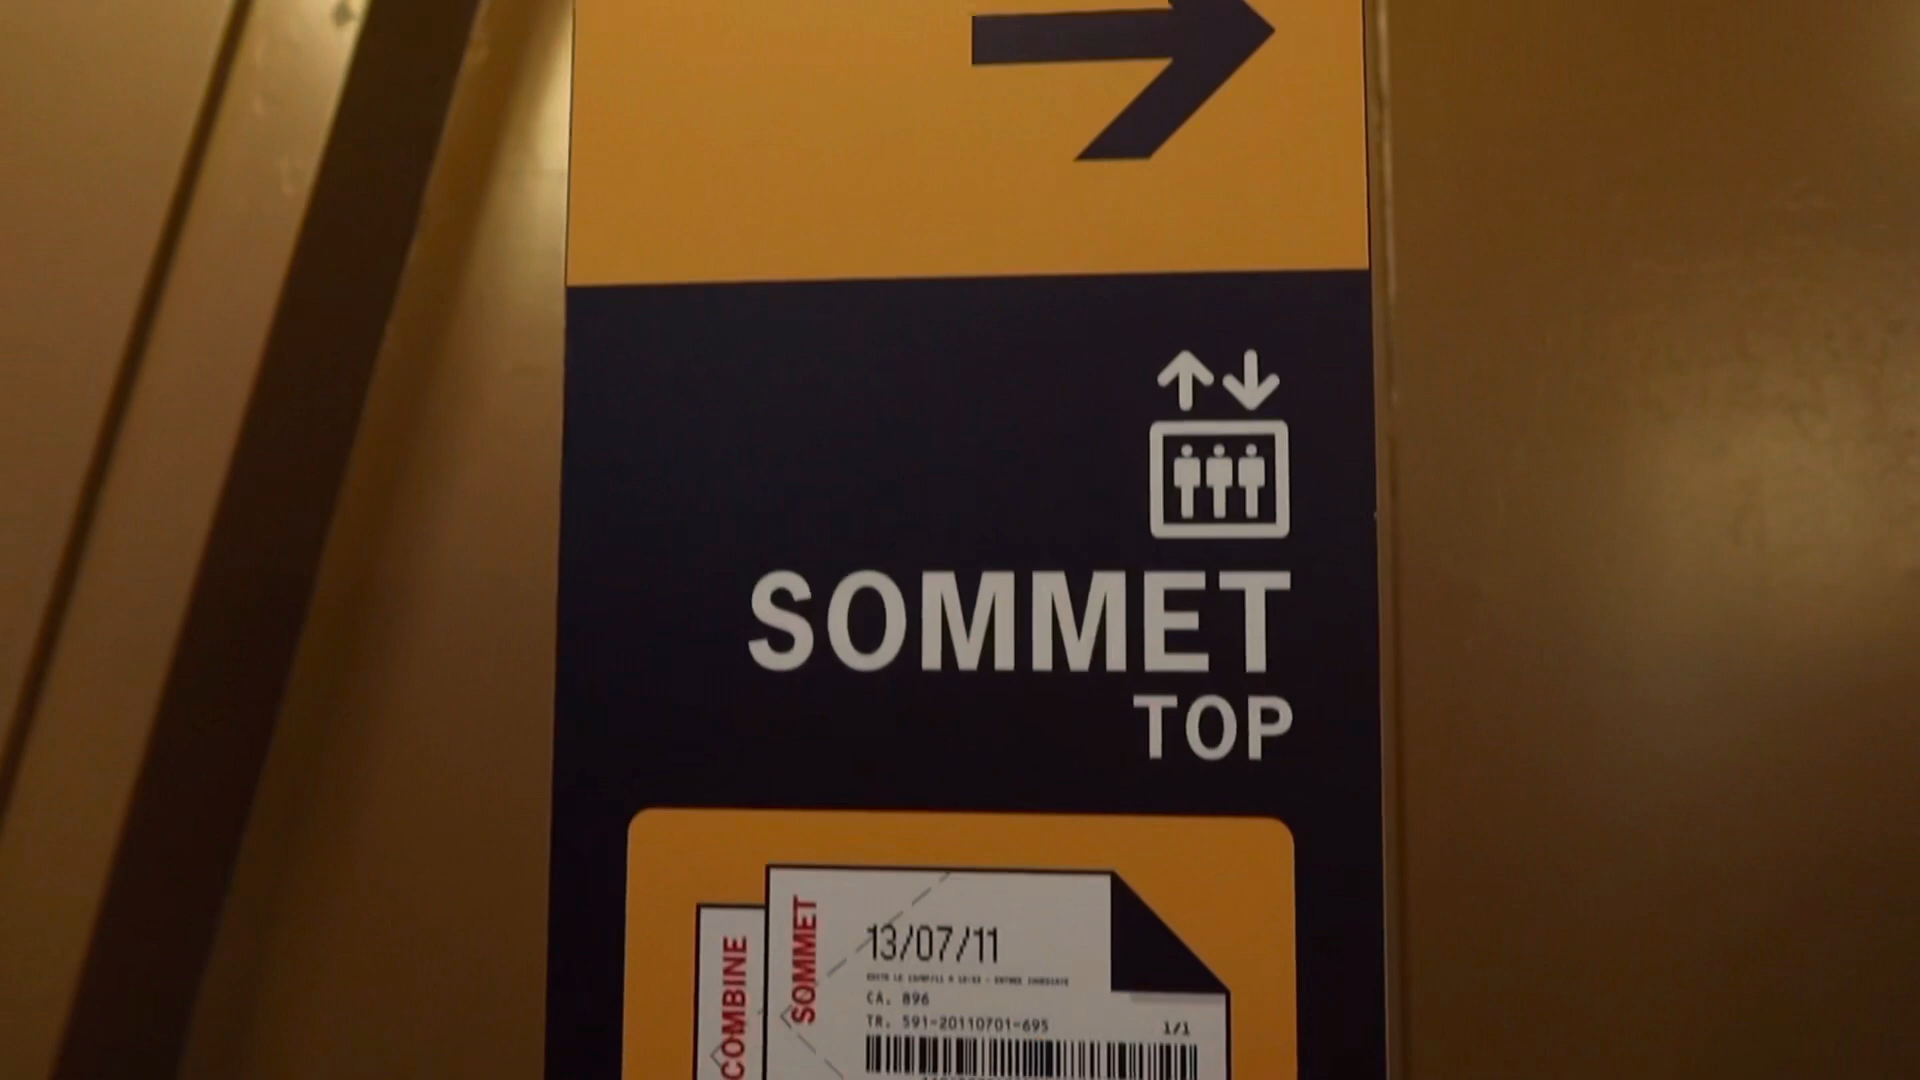 SOMMET
TOP
COMBINE
SOMMET
13/07/11
CA. 896
TR. 591-20110701-695
1/1